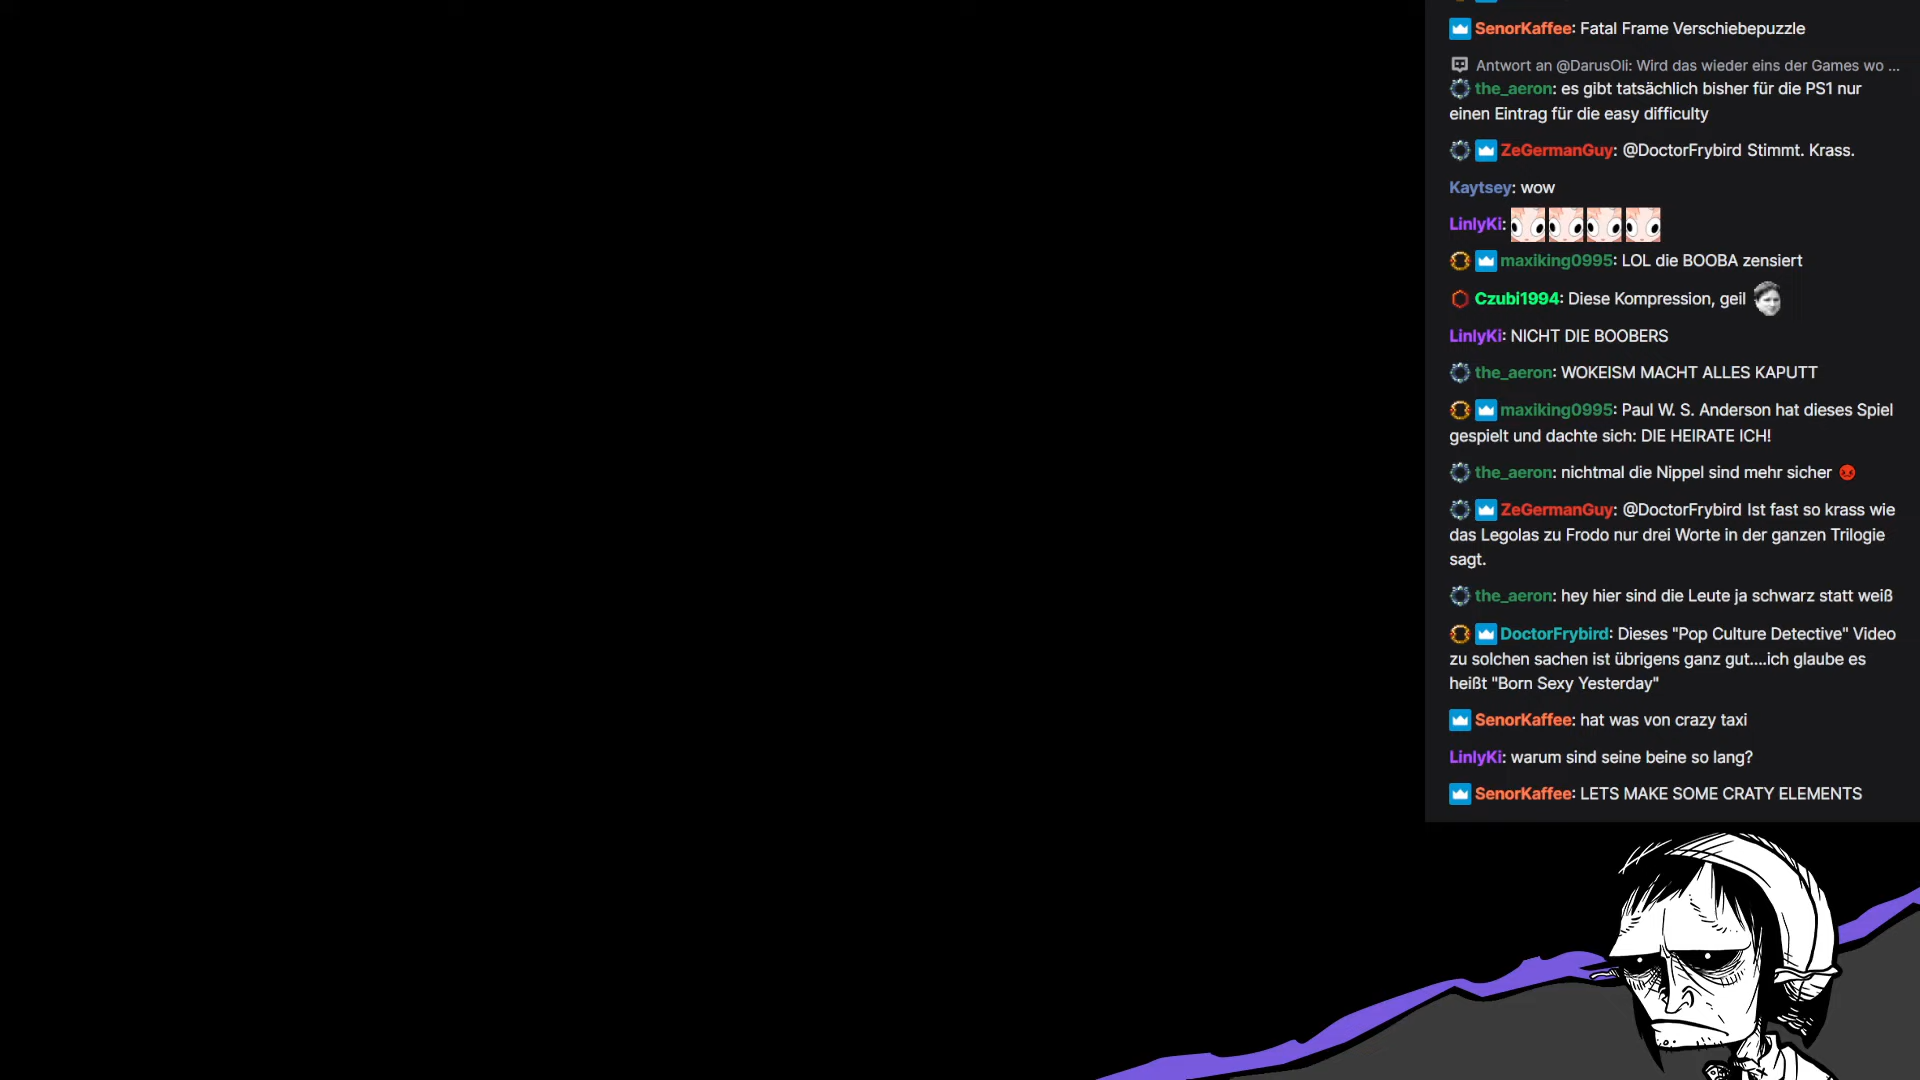 SenorKaffee: Fatal Frame Verschiebepuzzle
Antwort an @DarusOli: Wird das wieder eins der Games wo ...
the_aeron: es gibt tatsächlich bisher für die PS1 nur
einen Eintrag für die easy difficulty
ZeGermanGuy: @DoctorFrybird Stimmt. Krass.
Kaytsey: wow
LinlyKi:
maxiking0995: LOL die BOOBA zensiert
Czubi1994: Diese Kompression, geil
LinlyKi: NICHT DIE BOOBERS
the_aeron: WOKEISM MACHT ALLES KAPUTT
maxiking0995: Paul W. S. Anderson hat dieses Spiel
gespielt und dachte sich: DIE HEIRATE ICH!
the_aeron: nichtmal die Nippel sind mehr sicher
ZeGermanGuy: @DoctorFrybird Ist fast so krass wie
das Legolas zu Frodo nur drei Worte in der ganzen Trilogie
sagt.
the_aeron: hey hier sind die Leute ja schwarz statt weiß
DoctorFrybird: Dieses "Pop Culture Detective" Video
zu solchen sachen ist übrigens ganz gut....ich glaube es
heißt "Born Sexy Yesterday"
SenorKaffee: hat was von crazy taxi
LinlyKi: warum sind seine beine so lang?
SenorKaffee: LETS MAKE SOME CRATY ELEMENTS